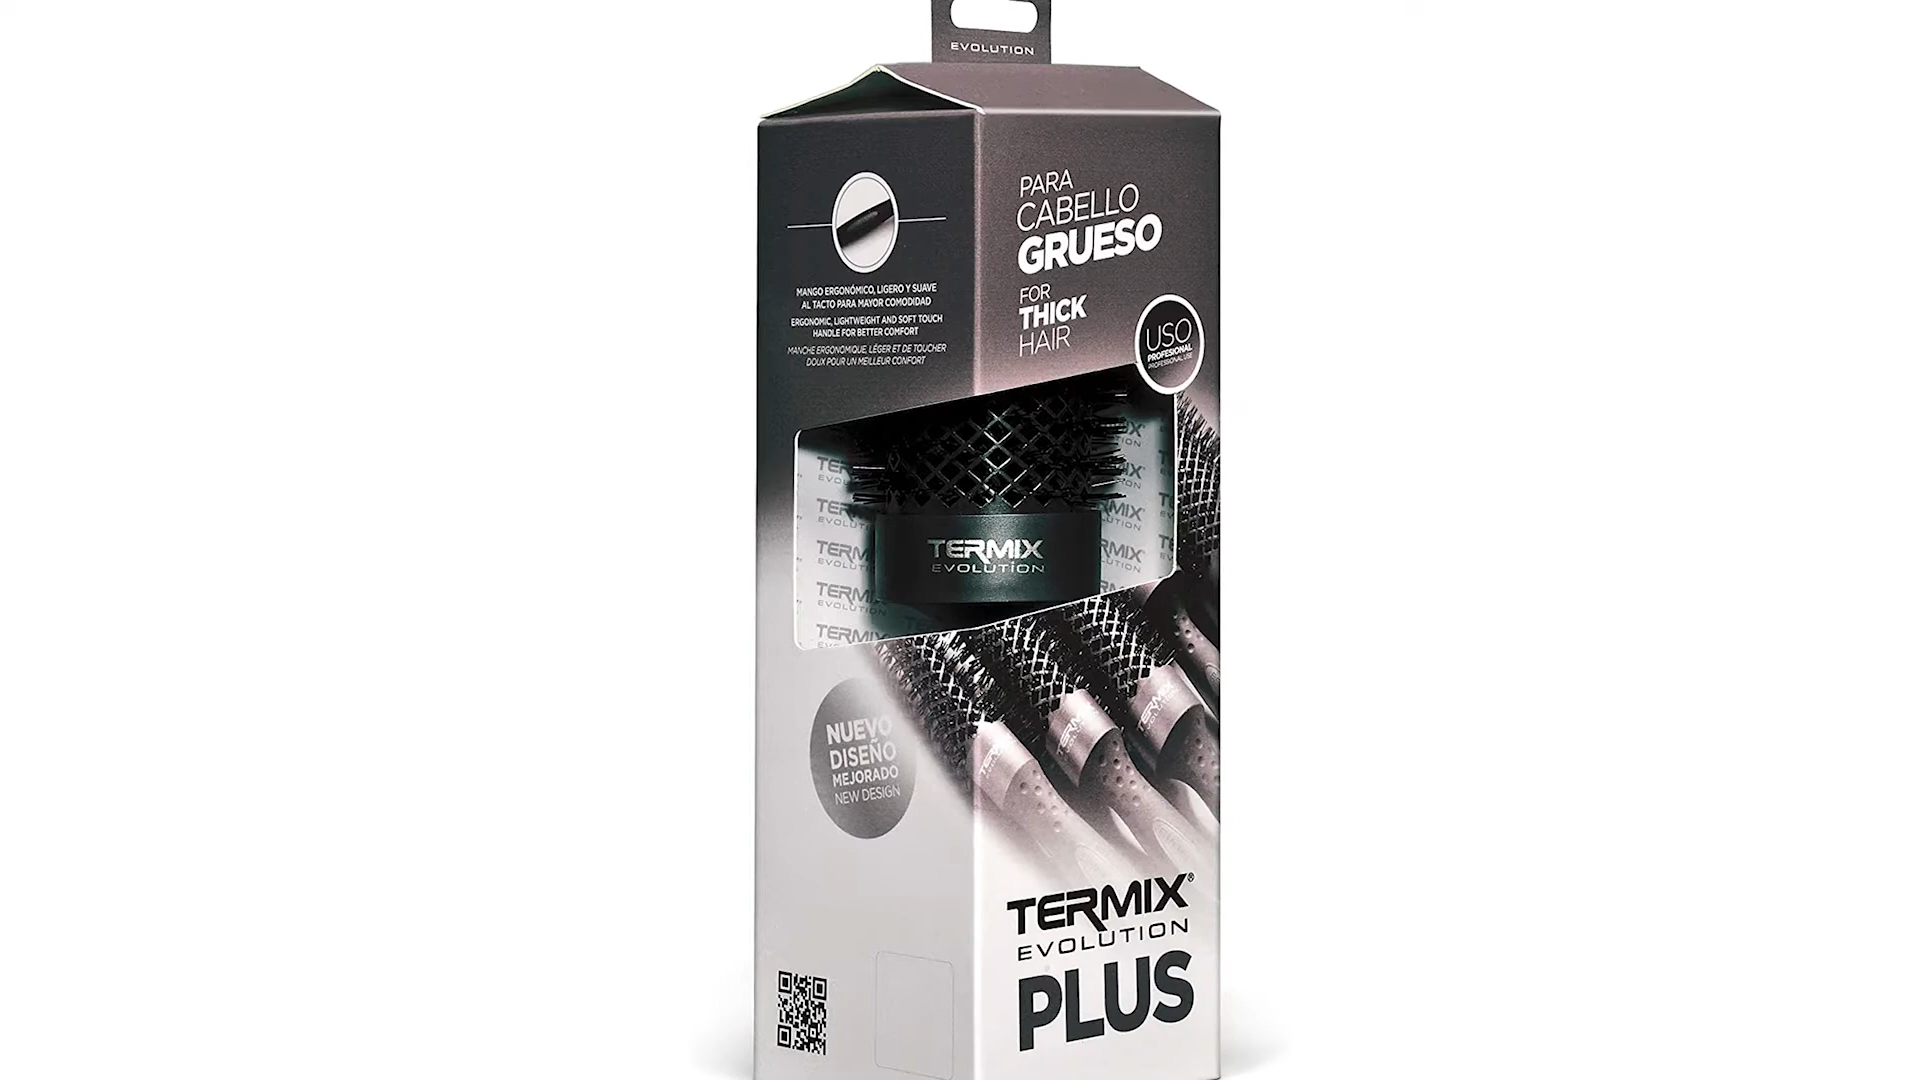 EVOLUTION
MANGO ERGONÓMICO, LIGERO Y SUAVE
AL TACTO PARA MAYOR COMODIDAD
ERGONOMIC, LIGHTWEIGHT AND SOFT TOUCH
HANDLE FOR BETTER COMFORT
MANCHE ERGONOMIQUE, LÉGER ET DE TOUCHER
DOUX POUR UN MEILLEUR CONFORT
PARA
CABELLO
GRUESO
FOR
THICK
HAIR
USO
PROFESIONAL
PROFESSIONAL USE
TERMIX
EVOLUTION
NUEVO
DISEÑO
MEJORADO
NEW DESIGN
TERMIX®
EVOLUTION
PLUS